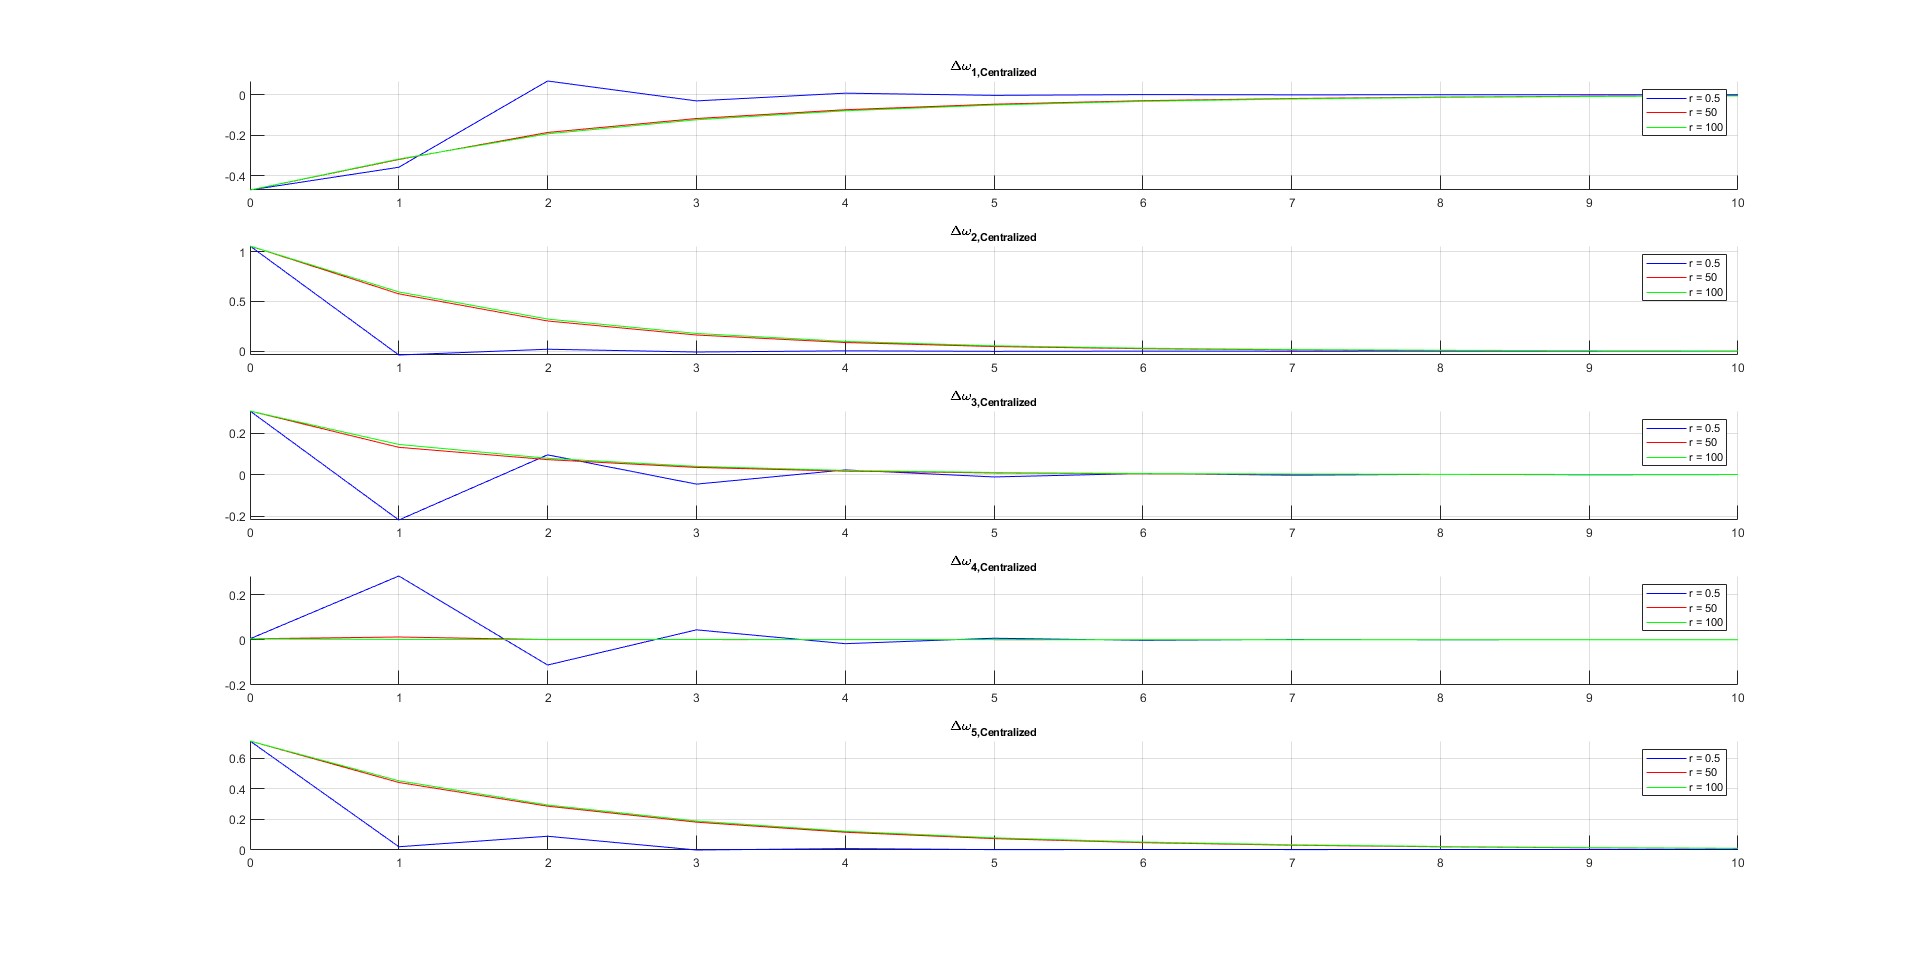 Δω1,Centralized
0
-0.2
-0.4
r = 0.5
r = 50
r = 100
0 1 2 3 4 5 6 7 8 9 10
Δω2,Centralized
1
0.5
0
r = 0.5
r = 50
r = 100
0 1 2 3 4 5 6 7 8 9 10
Δω3,Centralized
0.2
0
-0.2
r = 0.5
r = 50
r = 100
0 1 2 3 4 5 6 7 8 9 10
Δω4,Centralized
0.2
0
-0.2
r = 0.5
r = 50
r = 100
0 1 2 3 4 5 6 7 8 9 10
Δω5,Centralized
0.6
0.4
0.2
0
r = 0.5
r = 50
r = 100
0 1 2 3 4 5 6 7 8 9 10